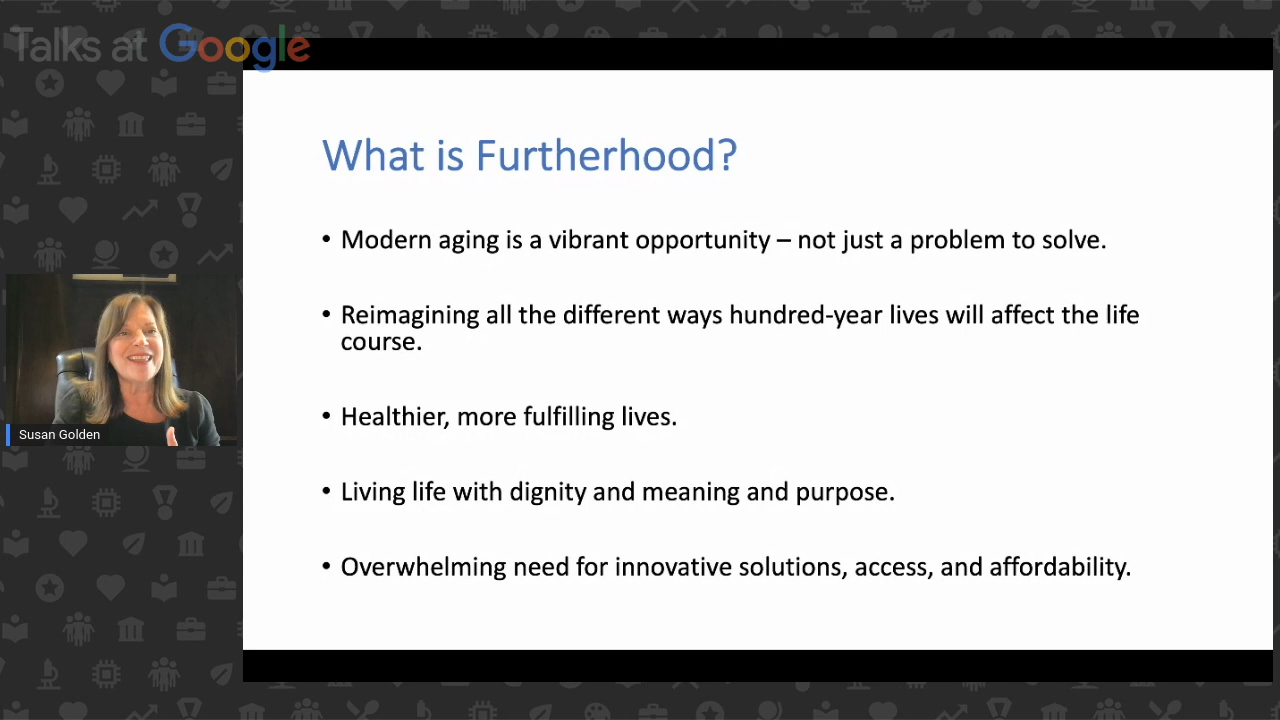 Talks at Google
What is Furtherhood?
• Modern aging is a vibrant opportunity – not just a problem to solve.
• Reimagining all the different ways hundred-year lives will affect the life
course.
• Healthier, more fulfilling lives.
• Living life with dignity and meaning and purpose.
• Overwhelming need for innovative solutions, access, and affordability.
Susan Golden